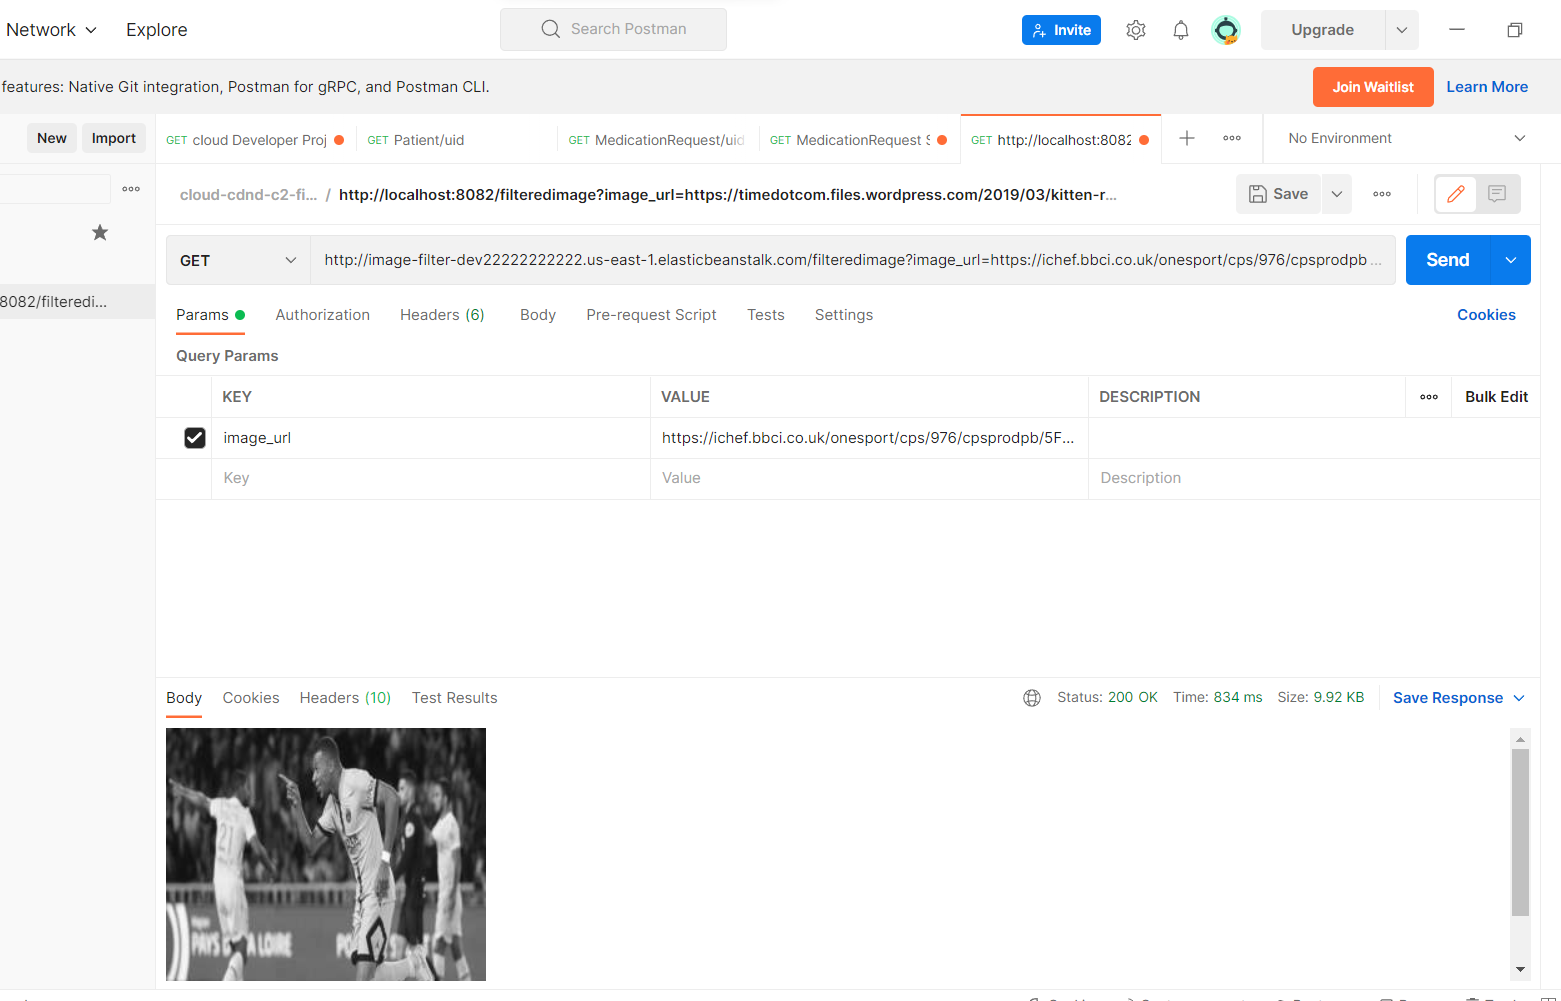 Network Explore Search Postman Invite Upgrade
features: Native Git integration, Postman for gRPC, and Postman CLI. Join Waitlist Learn More
New Import GET cloud Developer Proj GET Patient/uid GET MedicationRequest/uid GET MedicationRequest S GET http://localhost:8082 No Environment
cloud-cdnd-c2-fi... / http://localhost:8082/filteredimage?image_url=https://timedotcom.files.wordpress.com/2019/03/kitten-r... Save
GET http://image-filter-dev22222222222.us-east-1.elasticbeanstalk.com/filteredimage?image_url=https://ichef.bbci.co.uk/onesport/cps/976/cpsprodpb ... Send
8082/filteredi...
Params Authorization Headers (6) Body Pre-request Script Tests Settings Cookies
Query Params
KEY VALUE DESCRIPTION Bulk Edit
image_url https://ichef.bbci.co.uk/onesport/cps/976/cpsprodpb/5F...
Key Value Description
Body Cookies Headers (10) Test Results Status: 200 OK Time: 834 ms Size: 9.92 KB Save Response
21
PAYS LA LOIRE